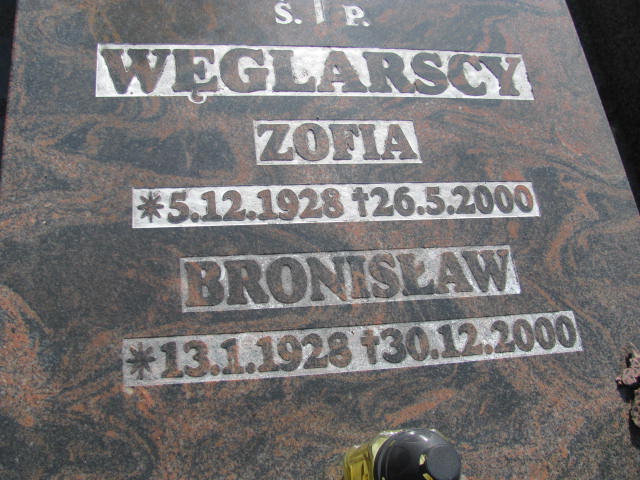 Ś. P.
WĘGLARSCY
ZOFIA
*5.12.1928 †26.5.2000
BRONISŁAW
*13.1.1928 †30.12.2000